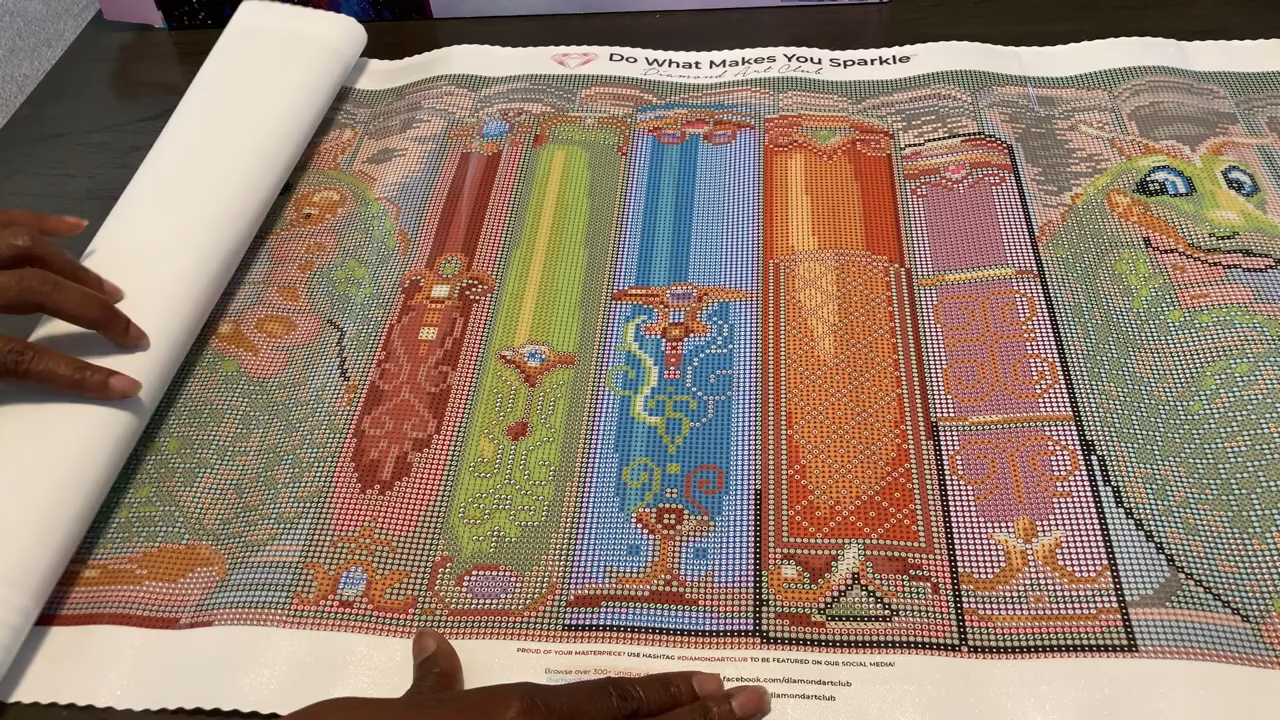 Do What Makes You Sparkle
Diamond Art Club
PROUD OF YOUR MASTERPIECE? USE HASHTAG #DIAMONDARTCLUB TO BE FEATURED ON OUR SOCIAL MEDIA!
Browse over 300+ unique
facebook.com/diamondartclub
diamondartclub